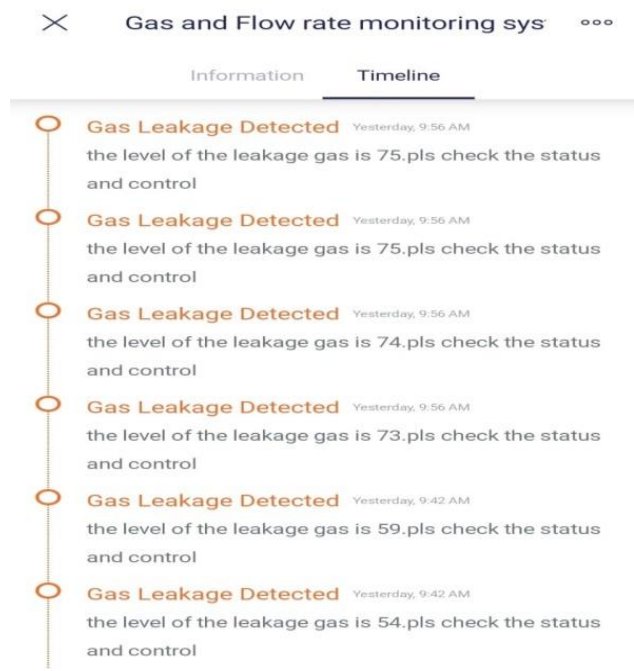 Gas and Flow rate monitoring sys
Information Timeline
Gas Leakage Detected Yesterday, 9:56 AM
the level of the leakage gas is 75.pls check the status
and control
Gas Leakage Detected Yesterday, 9:56 AM
the level of the leakage gas is 75.pls check the status
and control
Gas Leakage Detected Yesterday, 9:56 AM
the level of the leakage gas is 74.pls check the status
and control
Gas Leakage Detected Yesterday, 9:56 AM
the level of the leakage gas is 73.pls check the status
and control
Gas Leakage Detected Yesterday, 9:42 AM
the level of the leakage gas is 59.pls check the status
and control
Gas Leakage Detected Yesterday, 9:42 AM
the level of the leakage gas is 54.pls check the status
and control